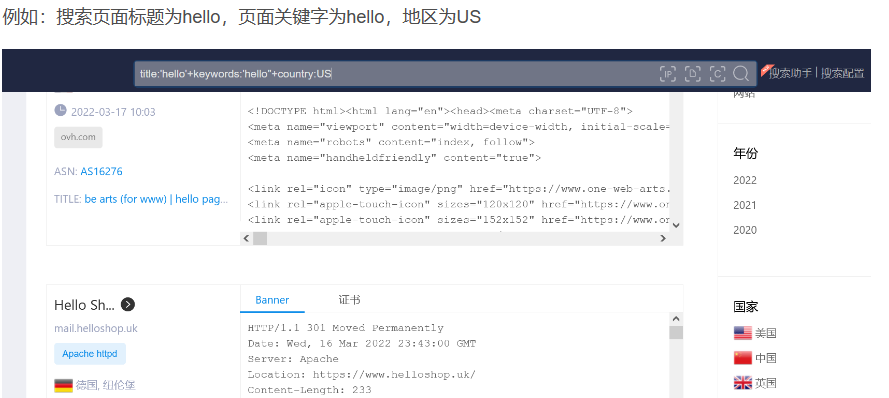 例如：搜索页面标题为hello，页面关键字为hello，地区为US
title:'hello'+keywords:'hello"+country:US
IP
C
搜索助手 | 搜索配置
2022-03-17 10:03
ovh.com
ASN: AS16276
TITLE: be arts (for www) | hello pag...
<!DOCTYPE html><html lang="en"><head><meta charset="UTF-8">
<meta name="viewport" content="width=device-width, initial-scale=
<meta name="robots" content="index, follow">
<meta name="handheldfriendly" content="true">
<link rel="icon" type="image/png" href="https://www.one-web-arts.
<link rel="apple-touch-icon" sizes="120x120" href="https://www.on
<link rel="apple-touch-icon" sizes="152x152" href="https://www.on
网站
年份
2022
2021
2020
Hello Sh...
mail.helloshop.uk
Apache httpd
德国, 纽伦堡
Banner
证书
HTTP/1.1 301 Moved Permanently
Date: Wed, 16 Mar 2022 23:43:00 GMT
Server: Apache
Location: https://www.helloshop.uk/
Content-Length: 233
国家
美国
中国
英国